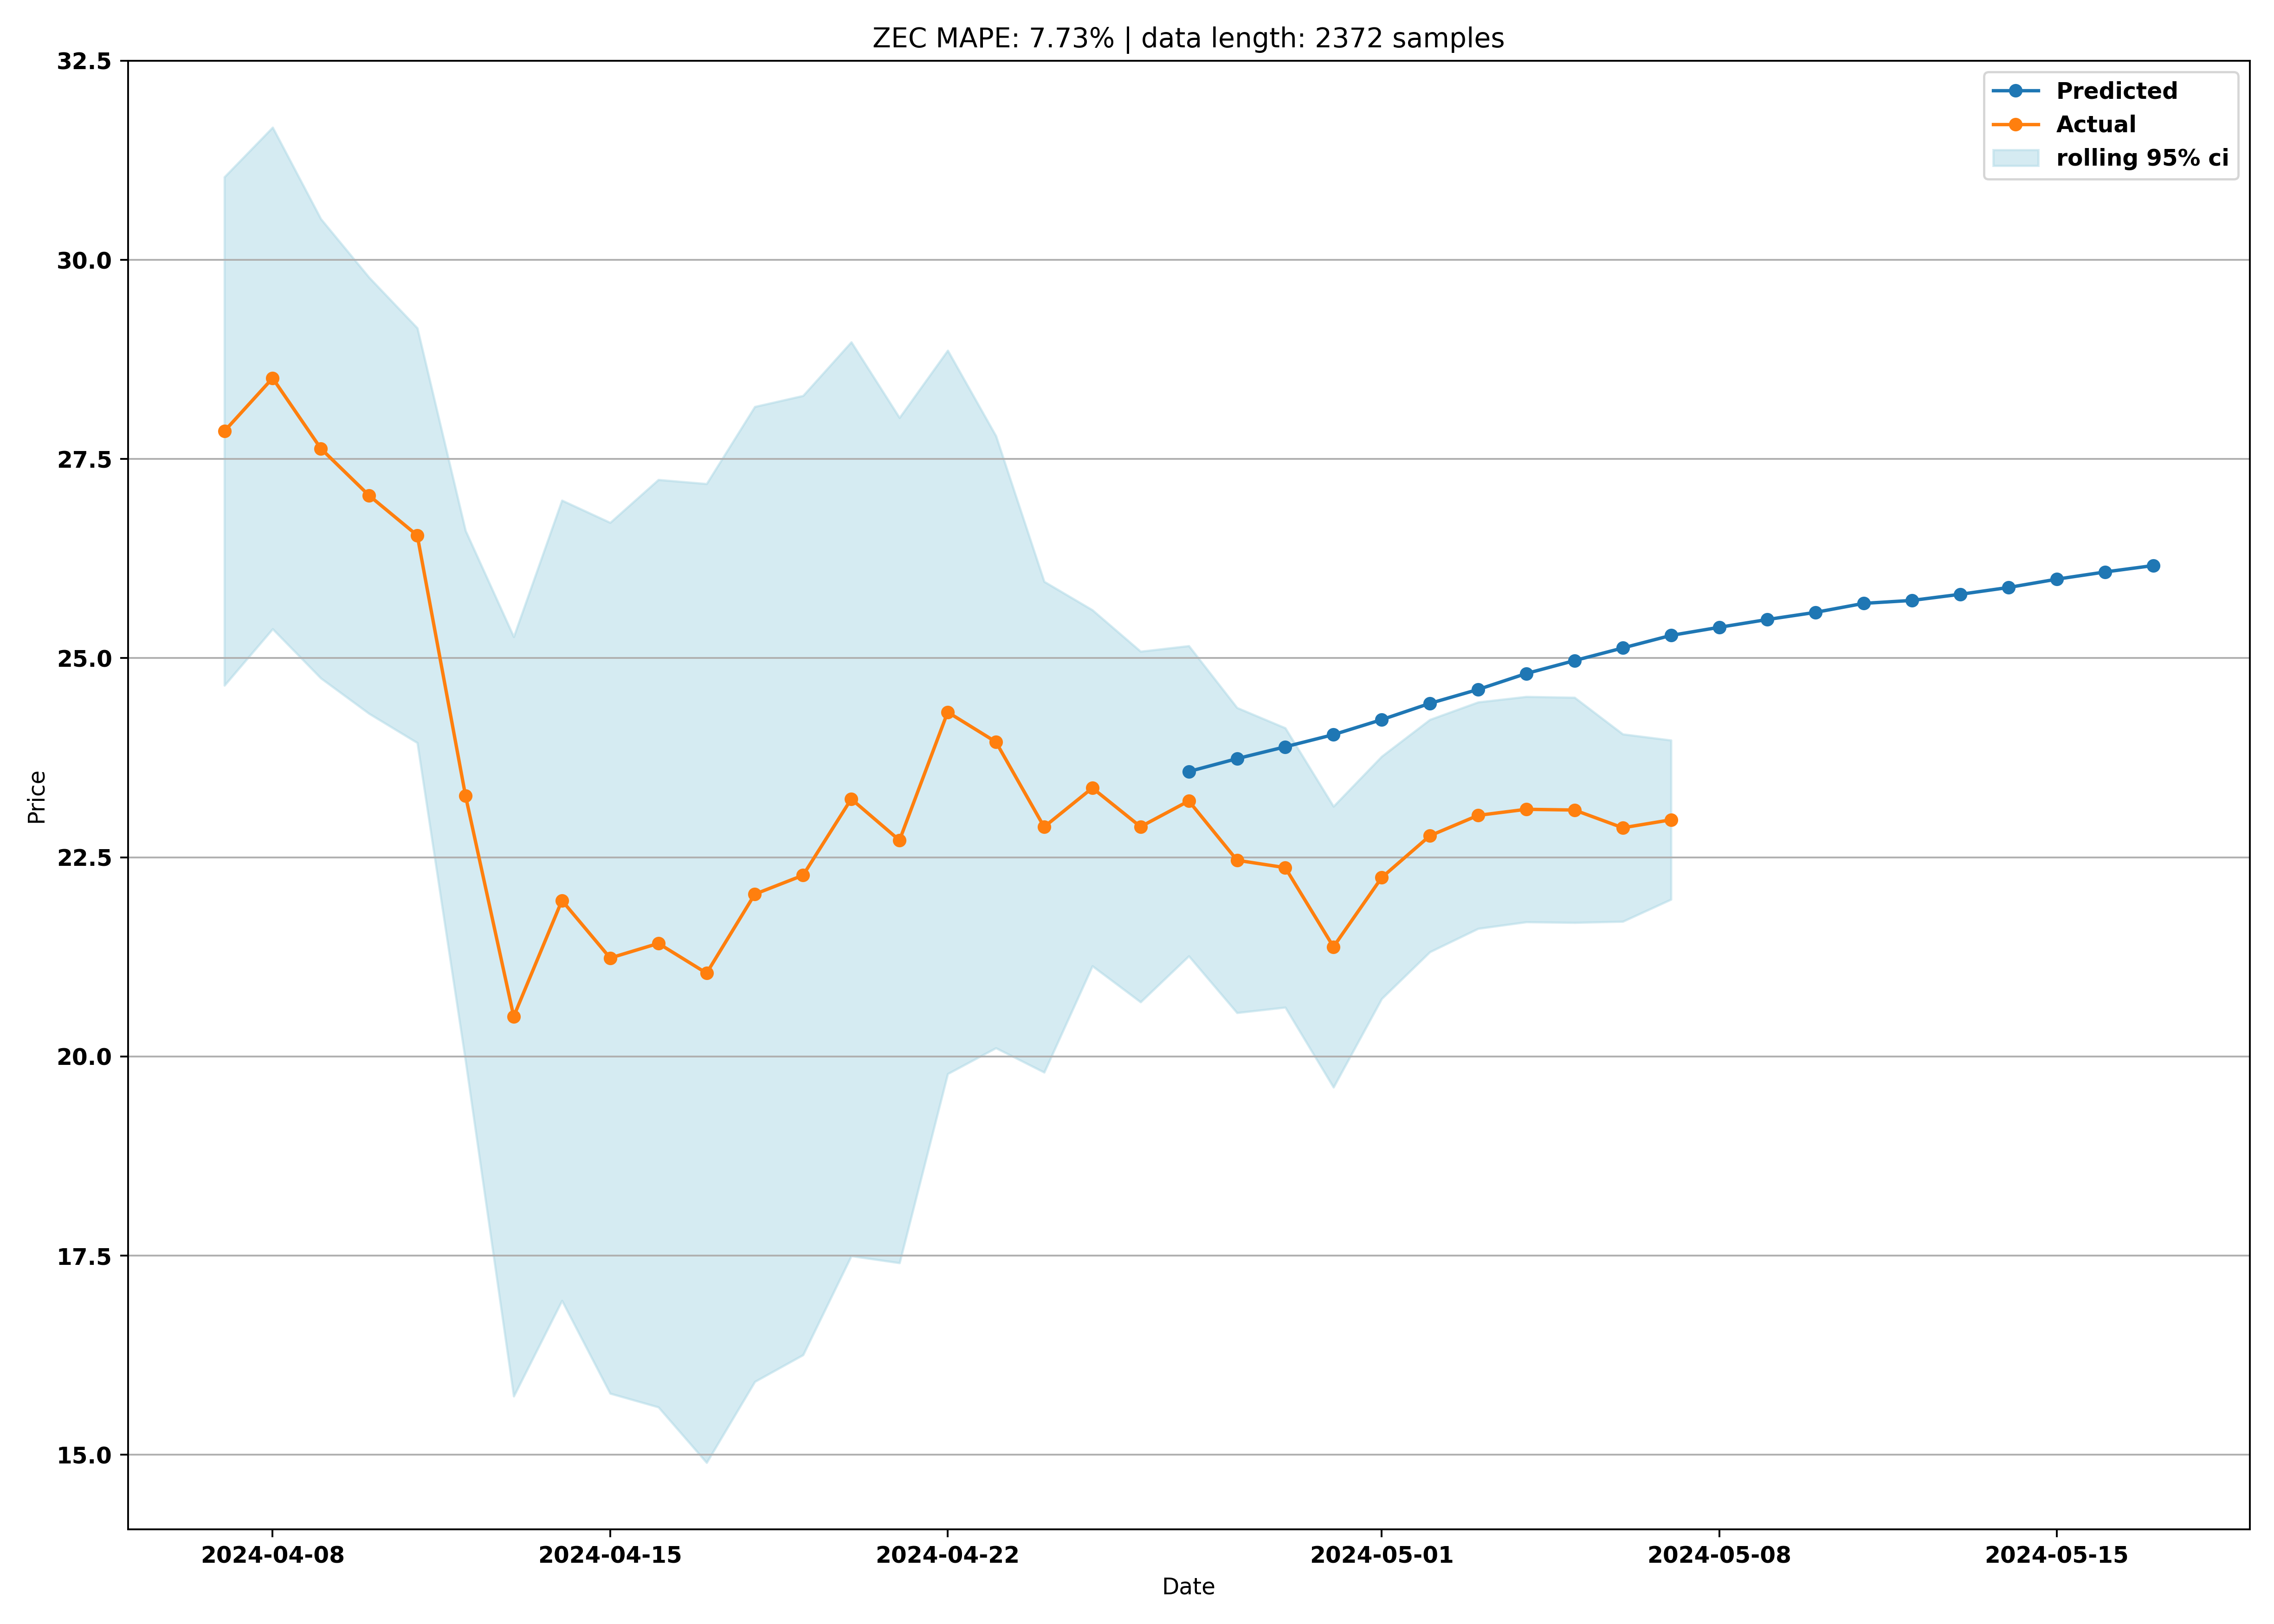 ZEC MAPE: 7.73% | data length: 2372 samples
32.5
30.0
27.5
25.0
22.5
20.0
17.5
15.0
Price
Predicted
Actual
rolling 95% ci
2024-04-08
2024-04-15
2024-04-22
2024-05-01
2024-05-08
2024-05-15
Date